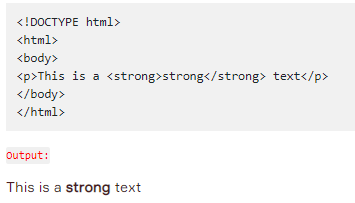 <!DOCTYPE html>
<html>
<body>
<p>This is a <strong>strong</strong> text</p>
</body>
</html>
Output:
This is a strong text